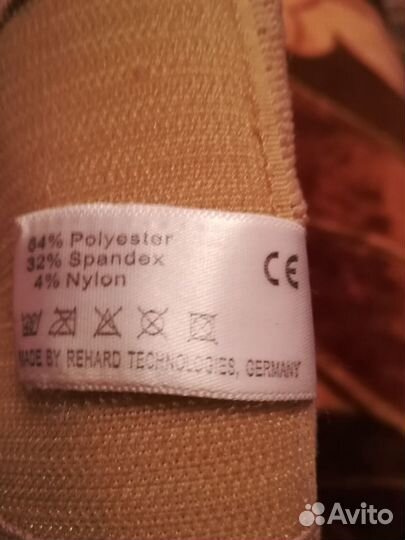 64% Polyester
32% Spandex
4% Nylon
CE
MADE BY REHARD TECHNOLOGIES, GERMANY
Avito